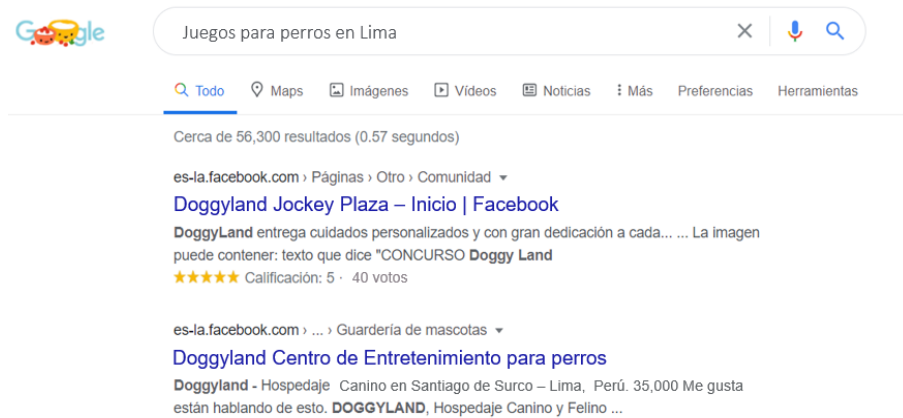 Google
Juegos para perros en Lima
Todo Maps Imágenes Vídeos Noticias Más Preferencias Herramientas
Cerca de 56,300 resultados (0.57 segundos)
es-la.facebook.com › Páginas › Otro › Comunidad
Doggyland Jockey Plaza – Inicio | Facebook
DoggyLand entrega cuidados personalizados y con gran dedicación a cada... ... La imagen
puede contener: texto que dice "CONCURSO Doggy Land
Calificación: 5 · 40 votos
es-la.facebook.com › ... › Guardería de mascotas
Doggyland Centro de Entretenimiento para perros
Doggyland - Hospedaje Canino en Santiago de Surco – Lima, Perú. 35,000 Me gusta
están hablando de esto. DOGGYLAND, Hospedaje Canino y Felino ...